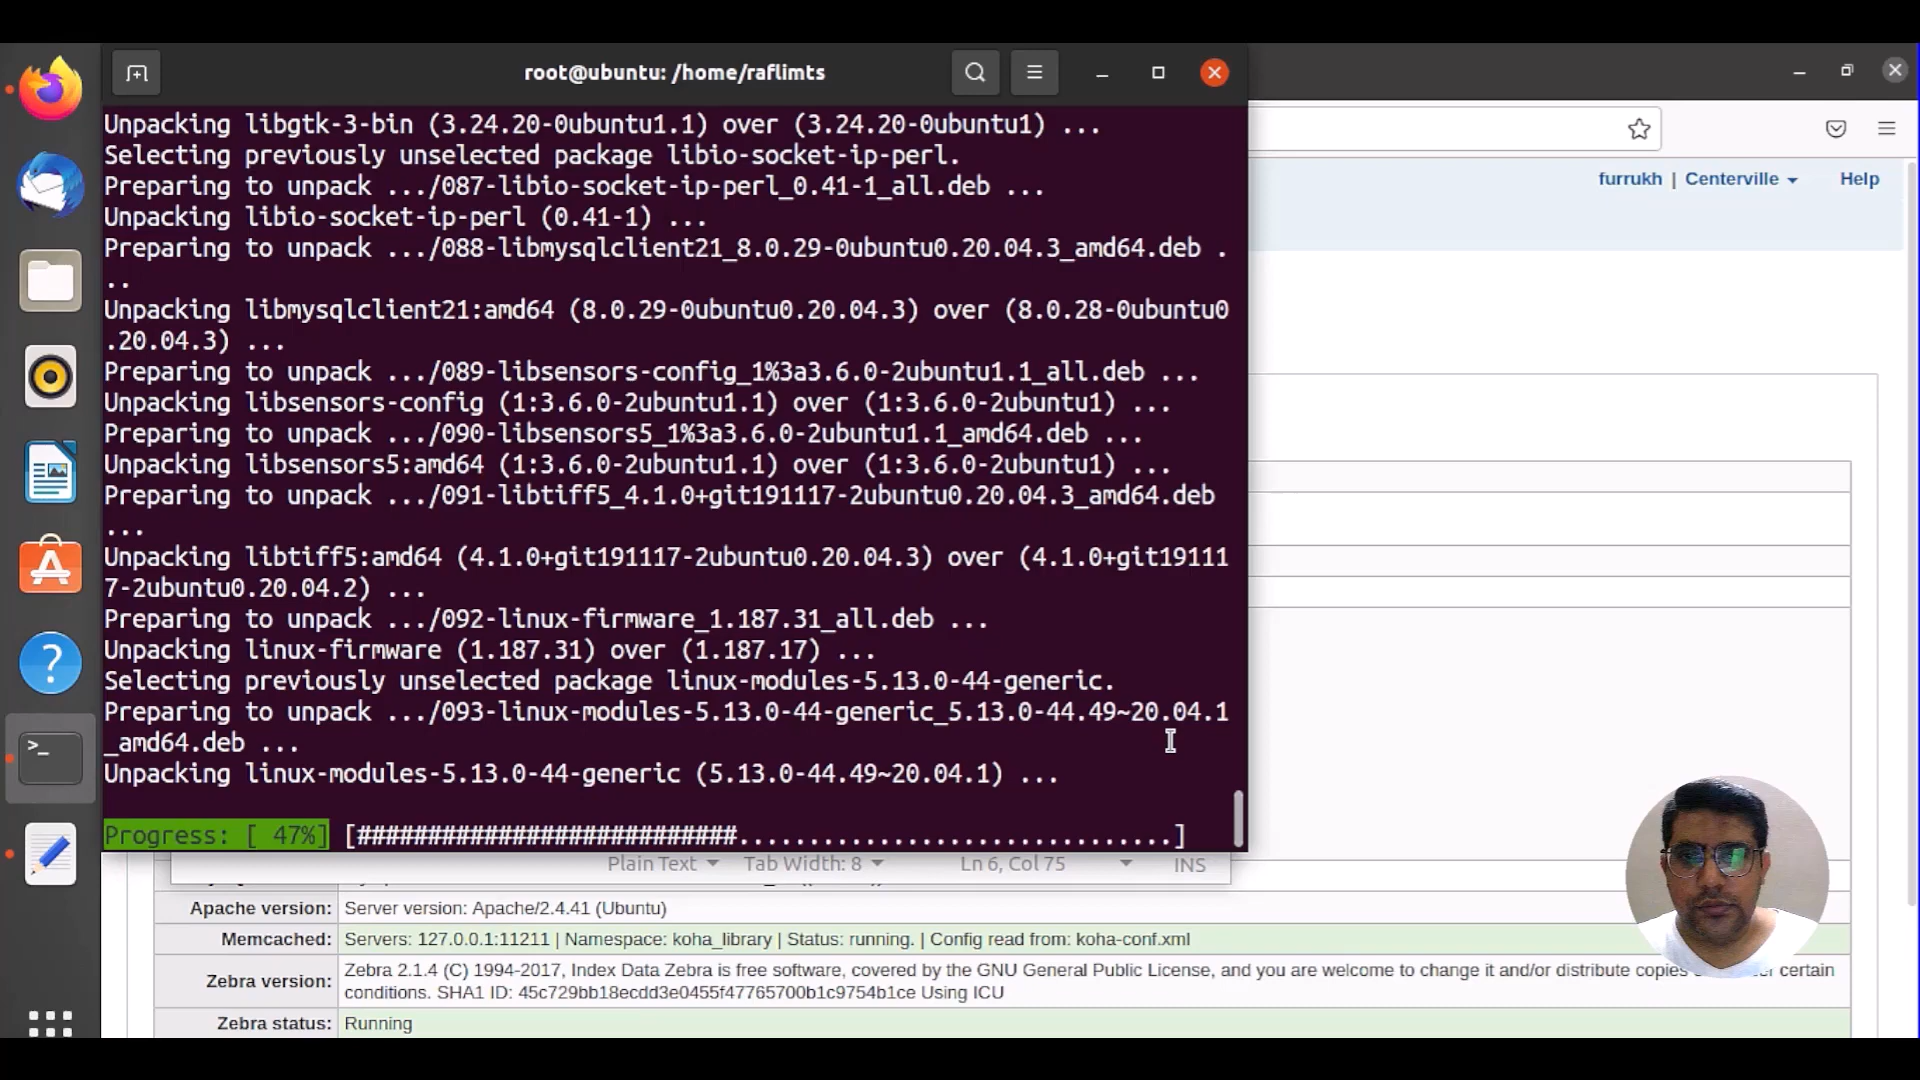 root@ubuntu: /home/raflimts
Unpacking libgtk-3-bin (3.24.20-0ubuntu1.1) over (3.24.20-0ubuntu1) ...
Selecting previously unselected package libio-socket-ip-perl.
Preparing to unpack .../087-libio-socket-ip-perl_0.41-1_all.deb ...
Unpacking libio-socket-ip-perl (0.41-1) ...
Preparing to unpack .../088-libmysqlclient21_8.0.29-0ubuntu0.20.04.3_amd64.deb .
..
Unpacking libmysqlclient21:amd64 (8.0.29-0ubuntu0.20.04.3) over (8.0.28-0ubuntu0
.20.04.3) ...
Preparing to unpack .../089-libsensors-config_1%3a3.6.0-2ubuntu1.1_all.deb ...
Unpacking libsensors-config (1:3.6.0-2ubuntu1.1) over (1:3.6.0-2ubuntu1) ...
Preparing to unpack .../090-libsensors5_1%3a3.6.0-2ubuntu1.1_amd64.deb ...
Unpacking libsensors5:amd64 (1:3.6.0-2ubuntu1.1) over (1:3.6.0-2ubuntu1) ...
Preparing to unpack .../091-libtiff5_4.1.0+git191117-2ubuntu0.20.04.3_amd64.deb
...
Unpacking libtiff5:amd64 (4.1.0+git191117-2ubuntu0.20.04.3) over (4.1.0+git19111
7-2ubuntu0.20.04.2) ...
Preparing to unpack .../092-linux-firmware_1.187.31_all.deb ...
Unpacking linux-firmware (1.187.31) over (1.187.17) ...
Selecting previously unselected package linux-modules-5.13.0-44-generic.
Preparing to unpack .../093-linux-modules-5.13.0-44-generic_5.13.0-44.49~20.04.1
_amd64.deb ...
Unpacking linux-modules-5.13.0-44-generic (5.13.0-44.49~20.04.1) ...
Progress: [ 47%] [###########################...............................]
furrukh | Centerville Help
Plain Text Tab Width: 8 Ln 6, Col 75 INS
Apache version: Server version: Apache/2.4.41 (Ubuntu)
Memcached: Servers: 127.0.0.1:11211 | Namespace: koha_library | Status: running. | Config read from: koha-conf.xml
Zebra version: Zebra 2.1.4 (C) 1994-2017, Index Data Zebra is free software, covered by the GNU General Public License, and you are welcome to change it and/or distribute copies certain
conditions. SHA1 ID: 45c729bb18ecdd3e0455f47765700b1c9754b1ce Using ICU
Zebra status: Running